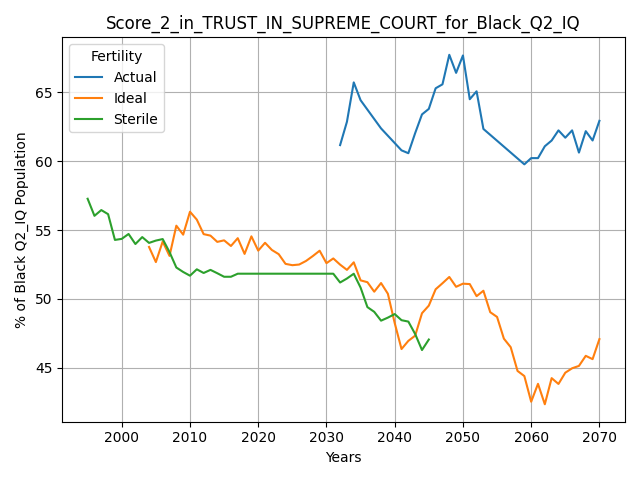 Score_2_in_TRUST_IN_SUPREME_COURT_for_Black_Q2_IQ
Fertility
Actual
Ideal
Sterile
% of Black Q2_IQ Population
65
60
55
50
45
2000 2010 2020 2030 2040 2050 2060 2070
Years